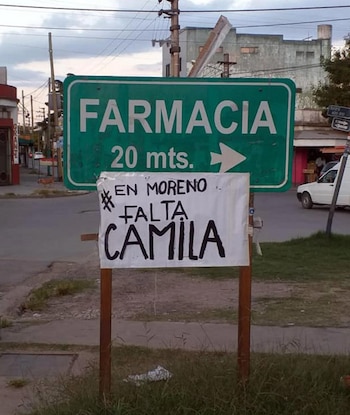 FARMACIA
20 mts.
# EN MORENO
FALTA
CAMILA